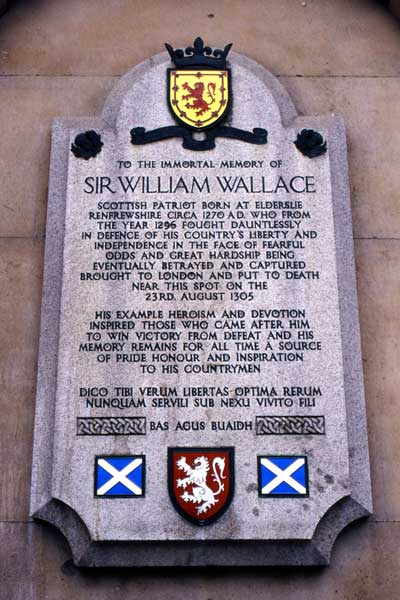 TO THE IMMORTAL MEMORY OF
SIR WILLIAM WALLACE
SCOTTISH PATRIOT BORN AT ELDERSLIE
RENFREWSHIRE CIRCA 1270 A.D. WHO FROM
THE YEAR 1296 FOUGHT DAUNTLESSLY
IN DEFENCE OF HIS COUNTRY'S LIBERTY AND
INDEPENDENCE IN THE FACE OF FEARFUL
ODDS AND GREAT HARDSHIP BEING
EVENTUALLY BETRAYED AND CAPTURED
BROUGHT TO LONDON AND PUT TO DEATH
NEAR THIS SPOT ON THE
23RD. AUGUST 1305
HIS EXAMPLE HEROISM AND DEVOTION
INSPIRED THOSE WHO CAME AFTER HIM
TO WIN VICTORY FROM DEFEAT AND HIS
MEMORY REMAINS FOR ALL TIME A SOURCE
OF PRIDE HONOUR AND INSPIRATION
TO HIS COUNTRYMEN
DICO TIBI VERUM LIBERTAS OPTIMA RERUM
NUNQUAM SERVILI SUB NEXU VIVITO FILI
BAS AGUS BUAIDH